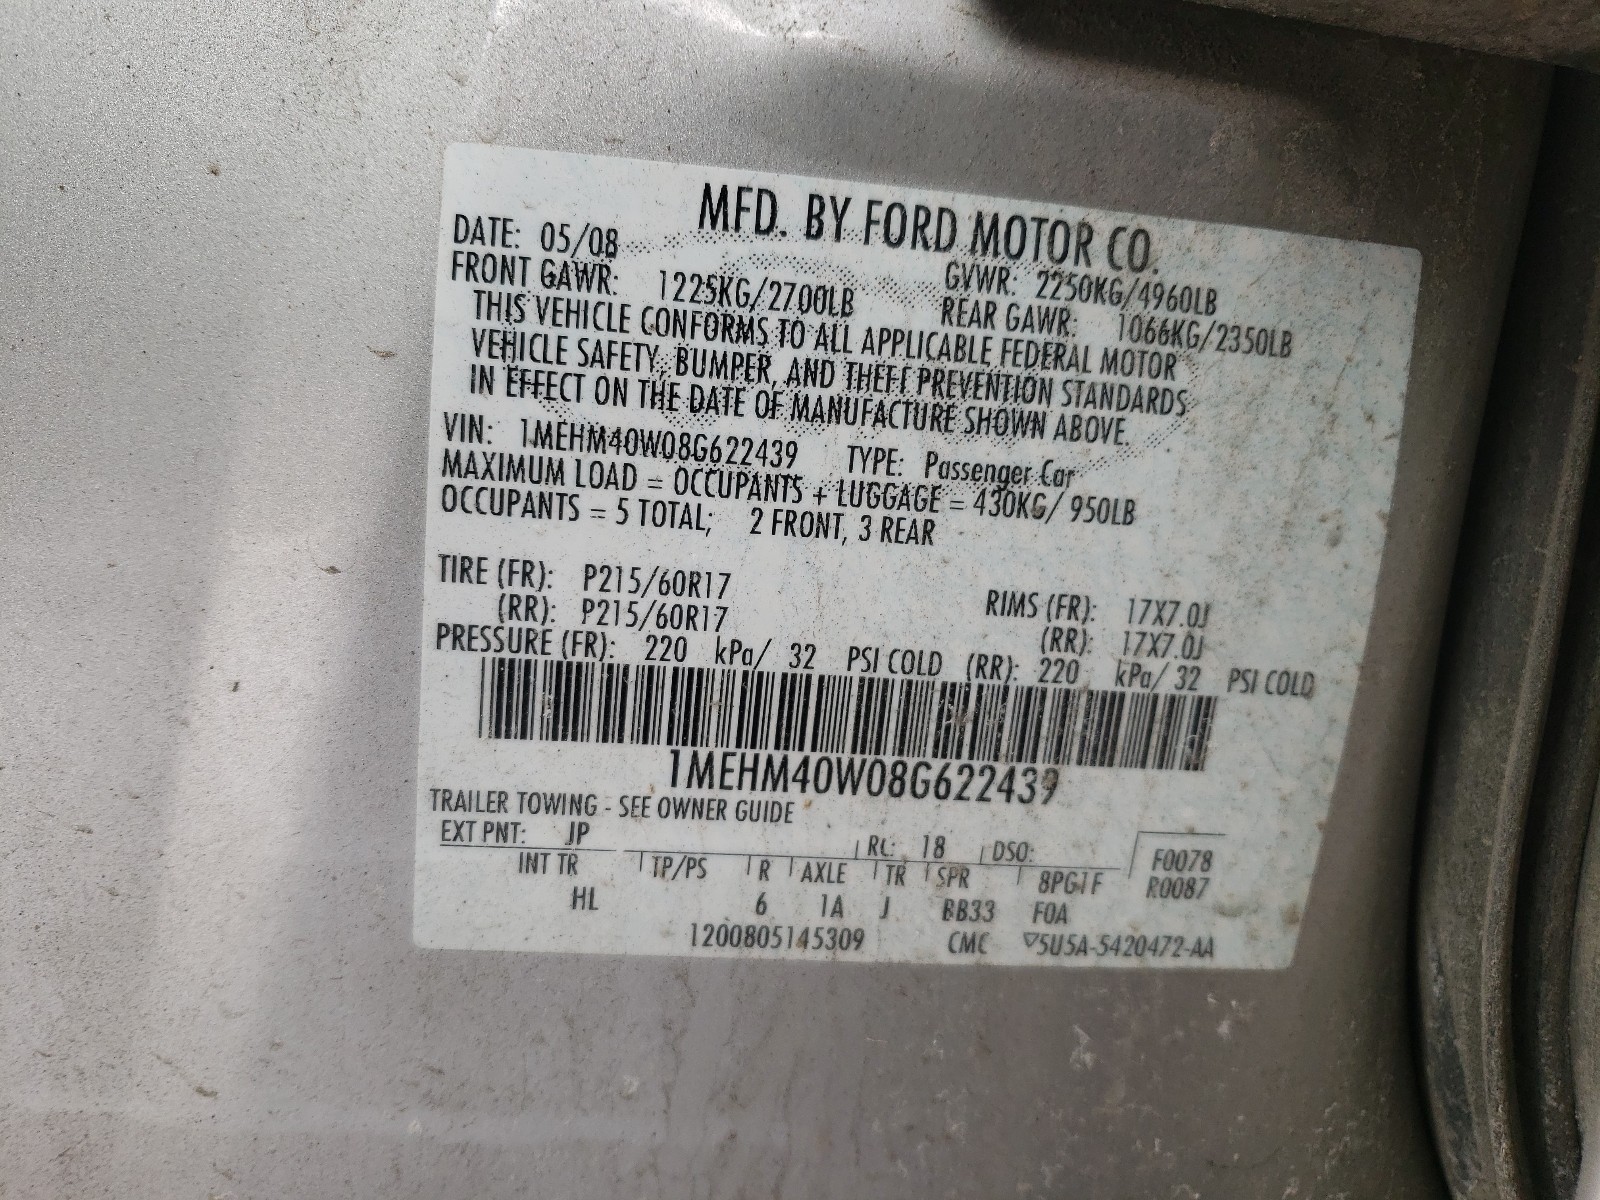 MFD. BY FORD MOTOR CO.
DATE: 05/08 GVWR: 2250KG/4960LB
FRONT GAWR: 1225KG/2700LB REAR GAWR: 1066KG/2350LB
THIS VEHICLE CONFORMS TO ALL APPLICABLE FEDERAL MOTOR
VEHICLE SAFETY, BUMPER, AND THEFT PREVENTION STANDARDS
IN EFFECT ON THE DATE OF MANUFACTURE SHOWN ABOVE.
VIN: 1MEHM40W08G622439 TYPE: Passenger Car
MAXIMUM LOAD = OCCUPANTS + LUGGAGE = 430KG/ 950LB
OCCUPANTS = 5 TOTAL; 2 FRONT, 3 REAR
TIRE (FR): P215/60R17 RIMS (FR): 17X7.0J
(RR): P215/60R17 (RR): 17X7.0J
PRESSURE (FR): 220 kPa/ 32 PSI COLD (RR): 220 kPa/ 32 PSI COLD
1MEHM40W08G622439
TRAILER TOWING - SEE OWNER GUIDE
EXT PNT: JP RC: 18 DSO: F0078
INT TR TP/PS R AXLE TR SPR 8PGTF R0087
HL 6 1A J BB33 FOA
1200805145309 CMC ▽5U5A-5420472-AA